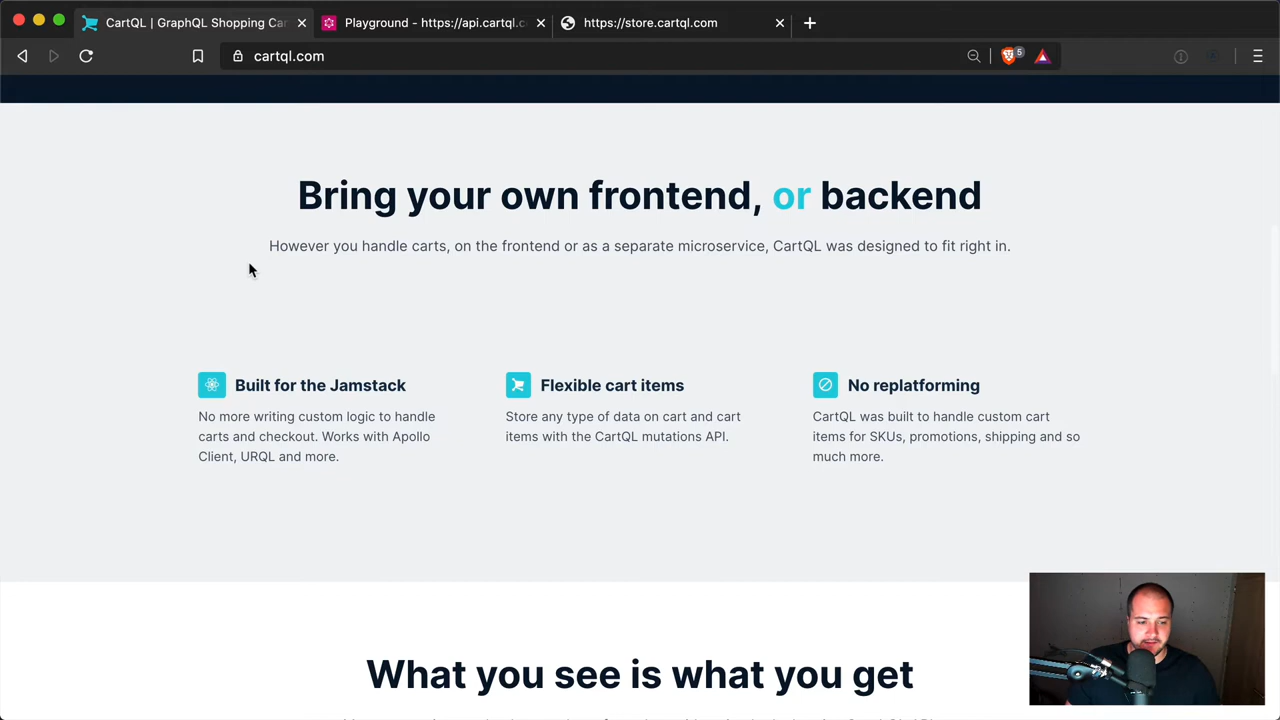 CartQL | GraphQL Shopping Car
Playground - https://api.cartql.c
https://store.cartql.com
cartql.com
5
Bring your own frontend, or backend
However you handle carts, on the frontend or as a separate microservice, CartQL was designed to fit right in.
Built for the Jamstack
No more writing custom logic to handle
carts and checkout. Works with Apollo
Client, URQL and more.
Flexible cart items
Store any type of data on cart and cart
items with the CartQL mutations API.
No replatforming
CartQL was built to handle custom cart
items for SKUs, promotions, shipping and so
much more.
What you see is what you get